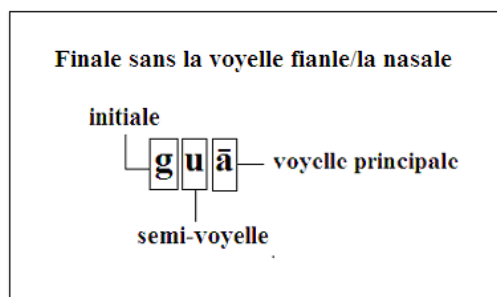 Finale sans la voyelle fianle/la nasale
initiale
g u ā voyelle principale
semi-voyelle